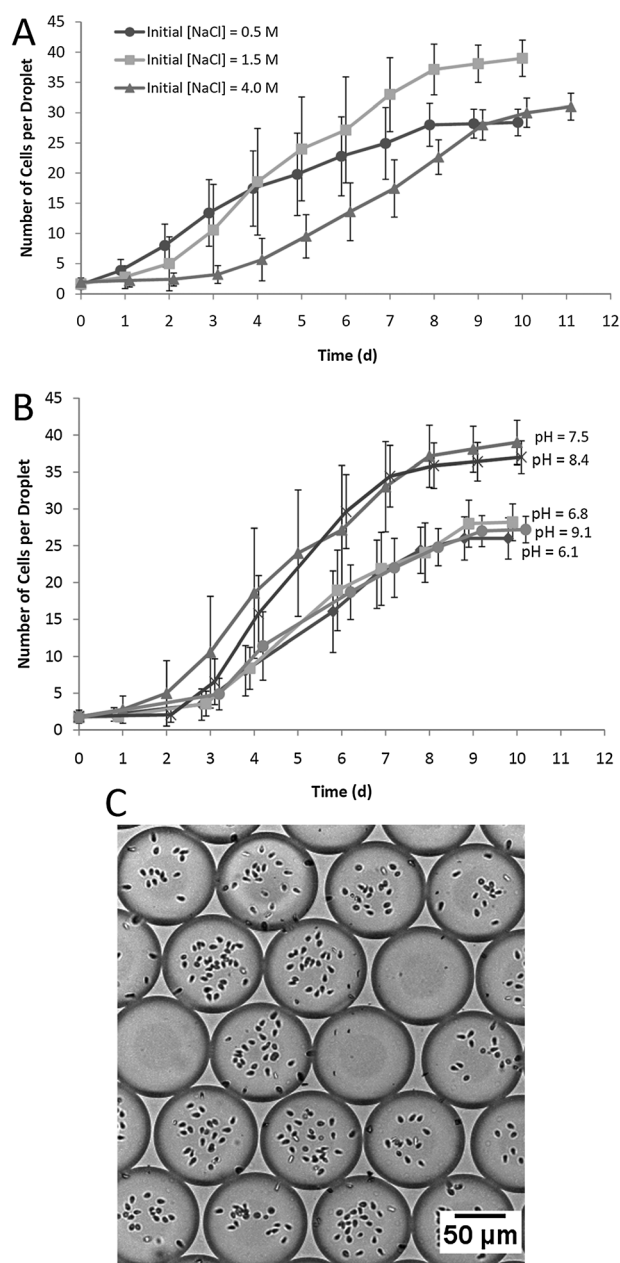 A
Initial [NaCl] = 0.5 M
Initial [NaCl] = 1.5 M
Initial [NaCl] = 4.0 M
Number of Cells per Droplet
45
40
35
30
25
20
15
10
5
0
0 1 2 3 4 5 6 7 8 9 10 11 12
Time (d)
B
Number of Cells per Droplet
45
40
35
30
25
20
15
10
5
0
pH = 7.5
pH = 8.4
pH = 6.8
pH = 9.1
pH = 6.1
0 1 2 3 4 5 6 7 8 9 10 11 12
Time (d)
C
50 µm